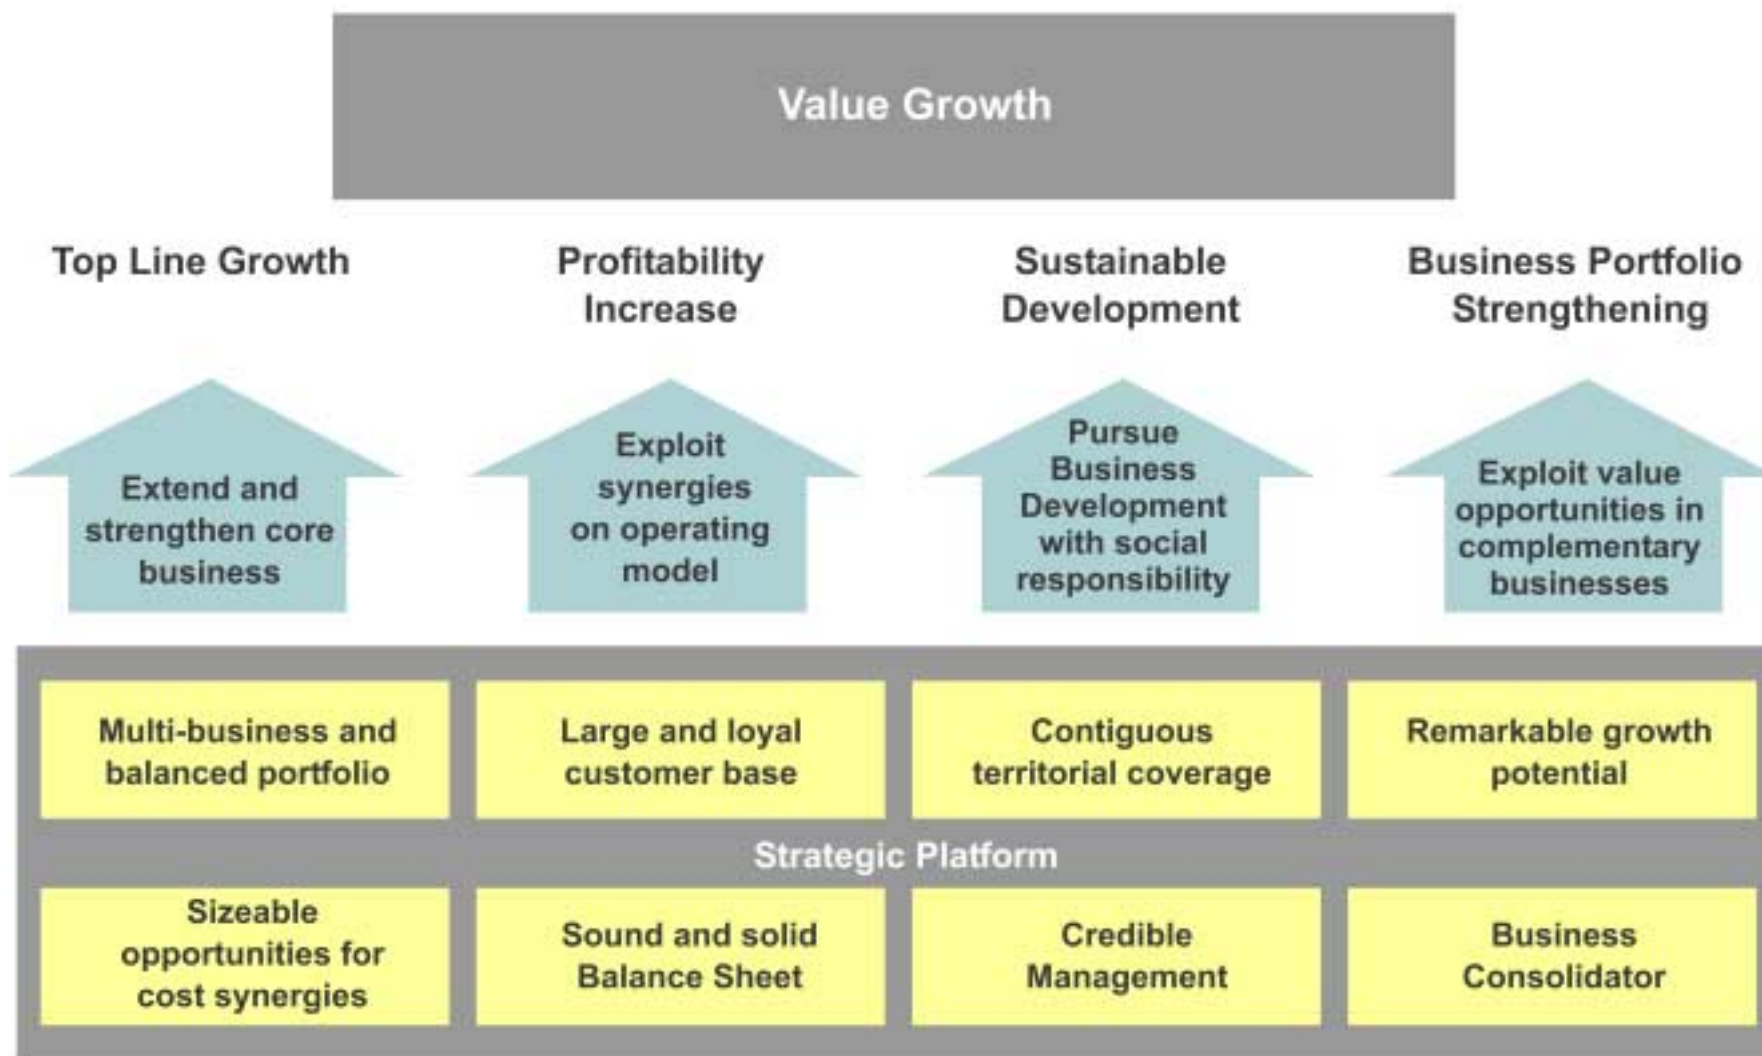 Value Growth
Top Line Growth
Profitability
Increase
Sustainable
Development
Business Portfolio
Strengthening
Extend and
strengthen core
business
Exploit
synergies
on operating
model
Pursue
Business
Development
with social
responsibility
Exploit value
opportunities in
complementary
businesses
Multi-business and
balanced portfolio
Large and loyal
customer base
Contiguous
territorial coverage
Remarkable growth
potential
Strategic Platform
Sizeable
opportunities for
cost synergies
Sound and solid
Balance Sheet
Credible
Management
Business
Consolidator